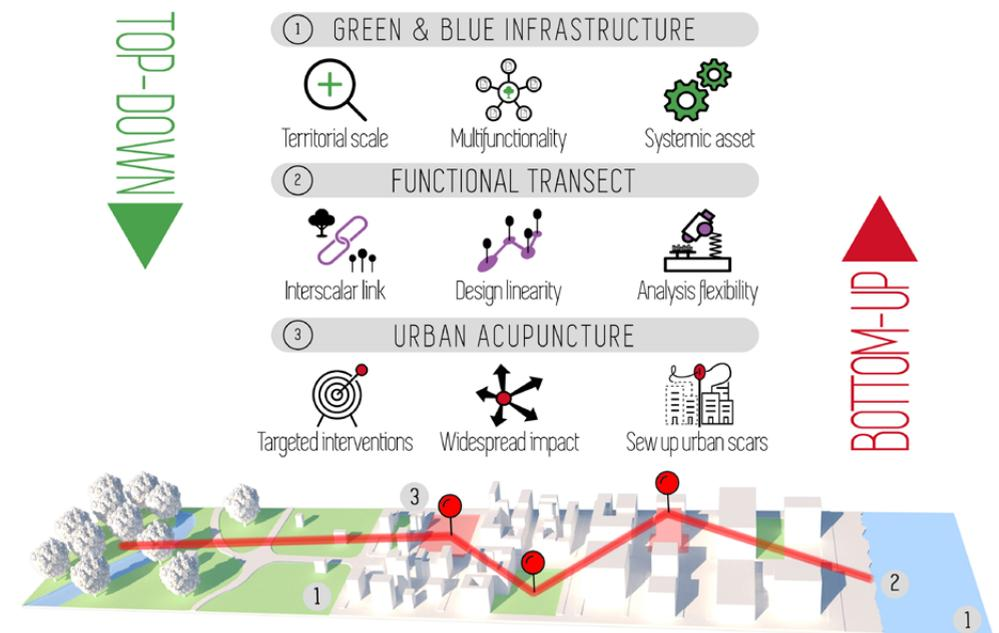 TOP-DOWN
1 GREEN & BLUE INFRASTRUCTURE
Territorial scale
Multifunctionality
Systemic asset
2 FUNCTIONAL TRANSECT
Interscalar link
Design linearity
Analysis flexibility
3 URBAN ACUPUNCTURE
Targeted interventions
Widespread impact
Sew up urban scars
BOTTOM-UP
3
1
2
1